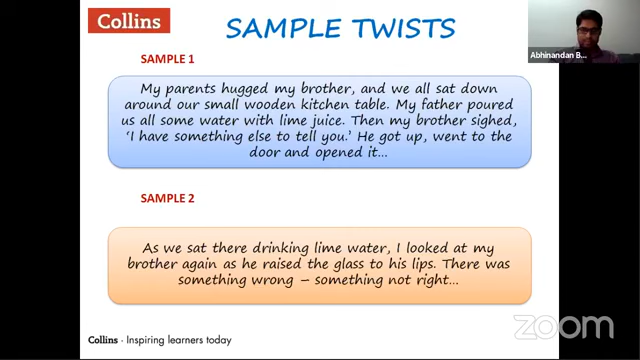 Collins
SAMPLE TWISTS
Abhinandan B...
SAMPLE 1
My parents hugged my brother, and we all sat down
around our small wooden kitchen table. My father poured
us all some water with lime juice. Then my brother sighed,
'I have something else to tell you.' He got up, went to the
door and opened it...
SAMPLE 2
As we sat there drinking lime water, I looked at my
brother again as he raised the glass to his lips. There was
something wrong – something not right...
zoom
Collins · Inspiring learners today